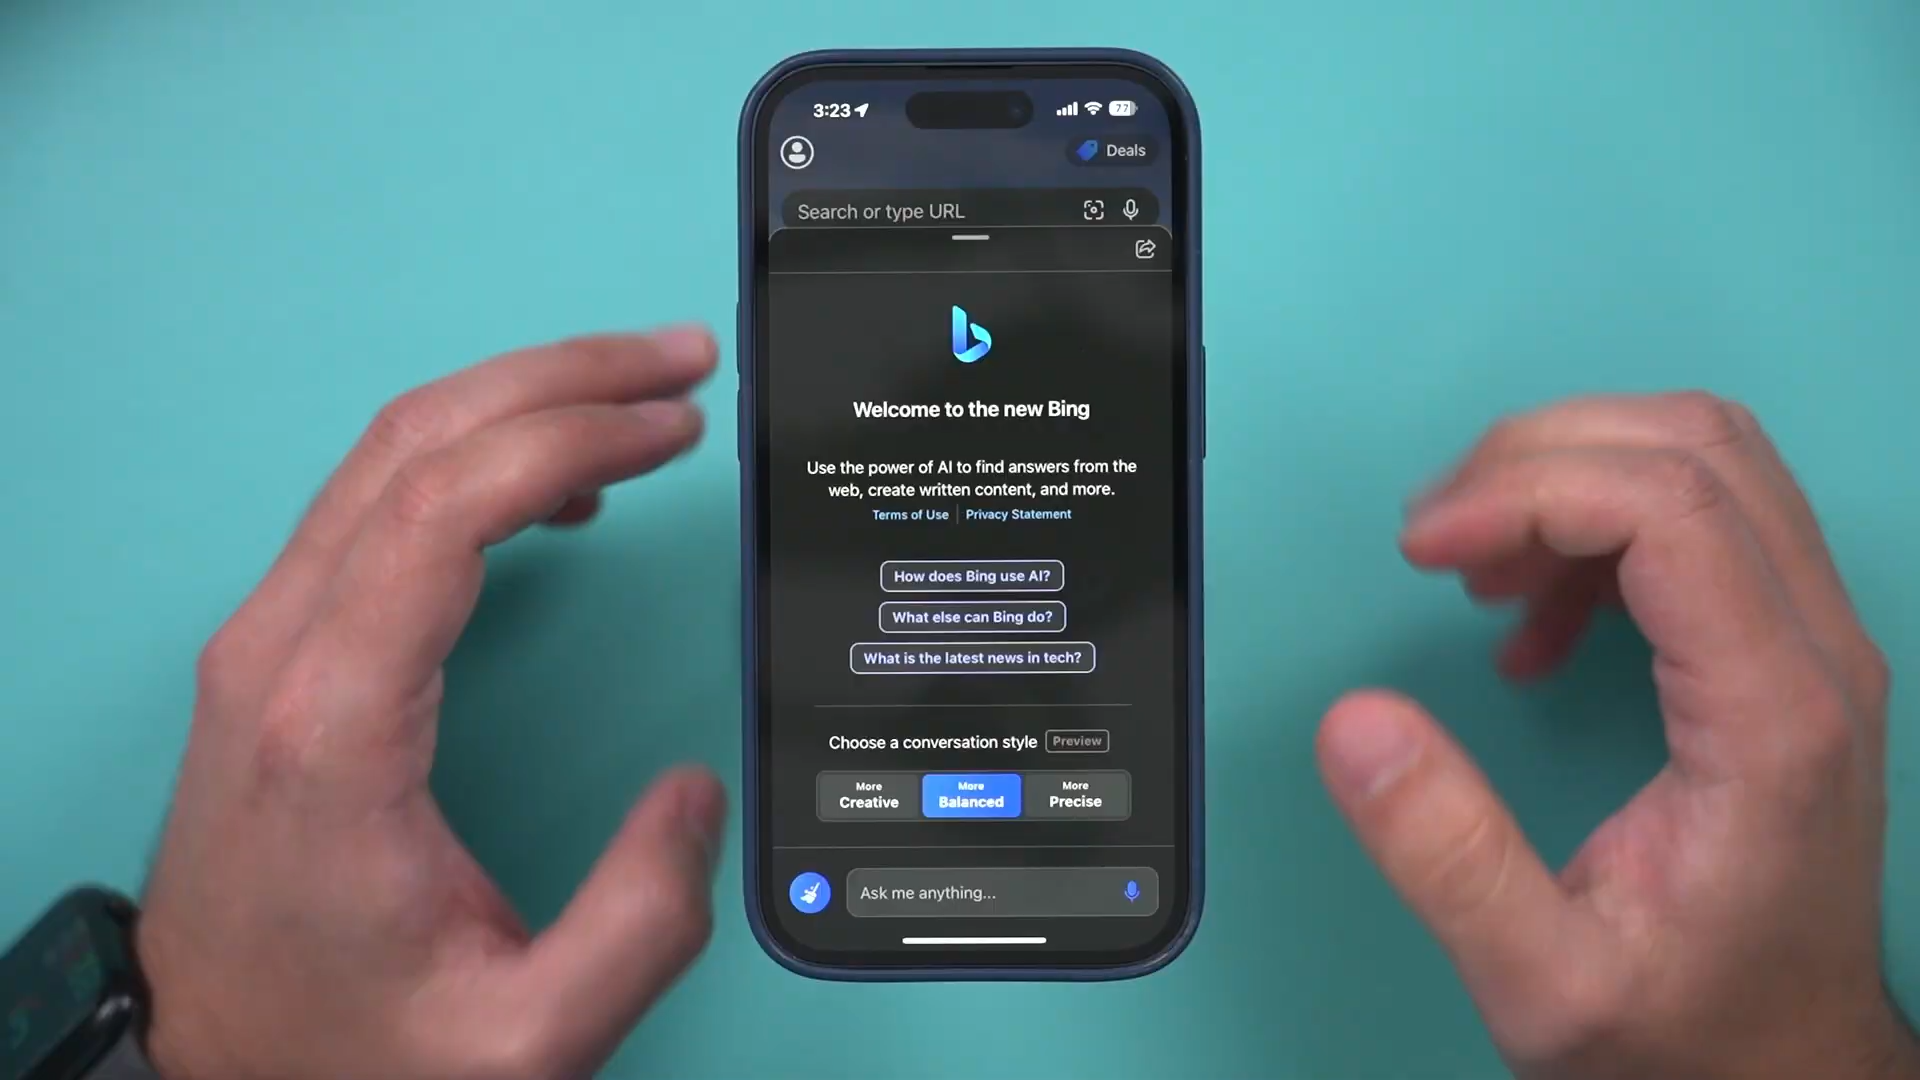 3:23
77
Deals
Search or type URL
Welcome to the new Bing
Use the power of AI to find answers from the
web, create written content, and more.
Terms of Use | Privacy Statement
How does Bing use AI?
What else can Bing do?
What is the latest news in tech?
Choose a conversation style Preview
More Creative
More Balanced
More Precise
Ask me anything...